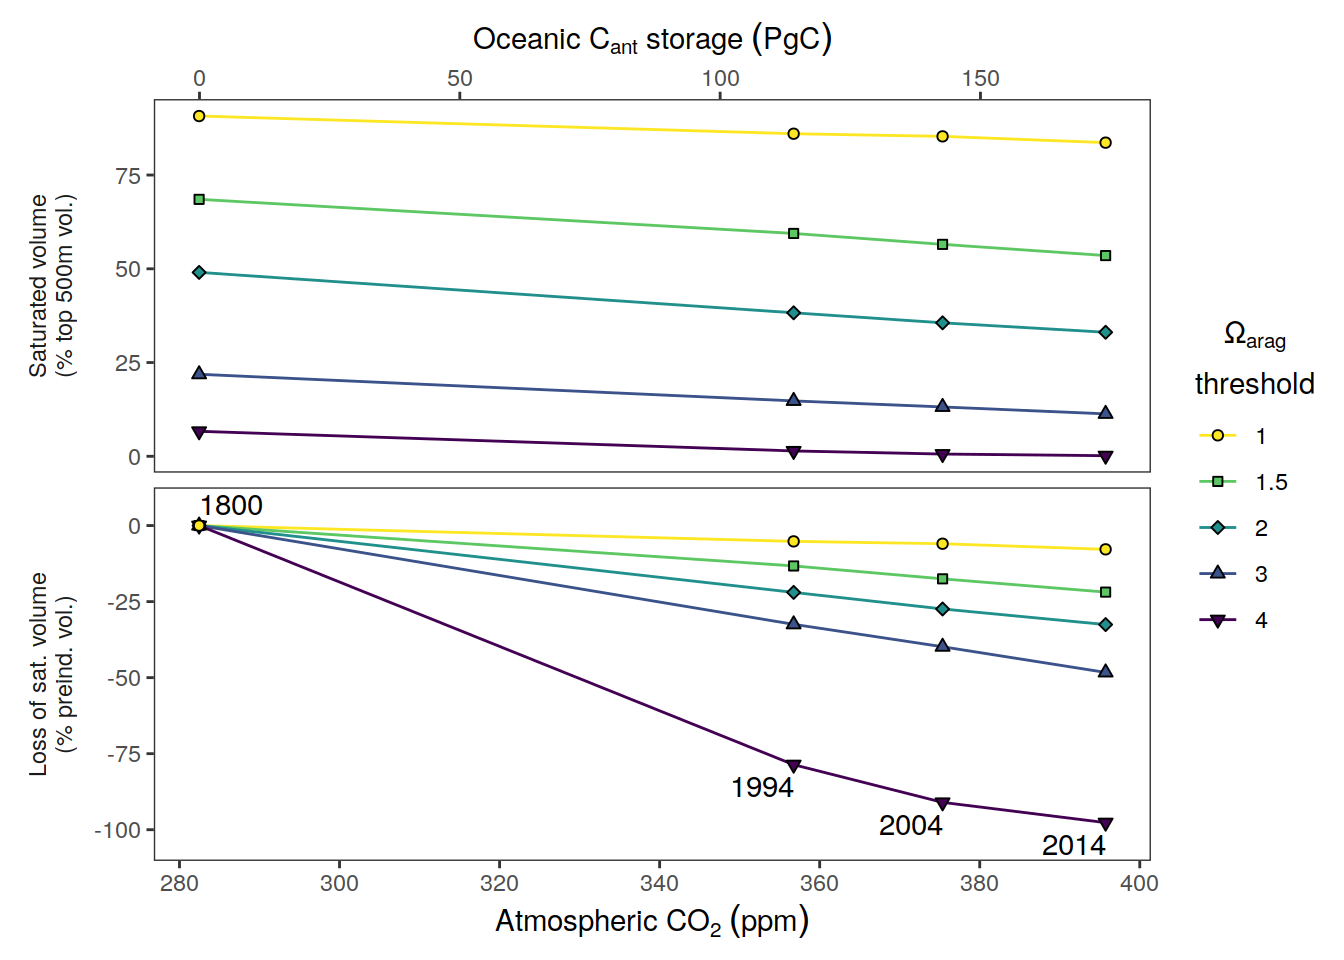 Oceanic Cant storage (PgC)
0 50 100 150
Saturated volume
(% top 500m vol.)
75
50
25
0
Loss of sat. volume
(% preind. vol.)
0
-25
-50
-75
-100
1800
1994
2004
2014
280 300 320 340 360 380 400
Atmospheric CO2 (ppm)
Ωarag
threshold
1
1.5
2
3
4